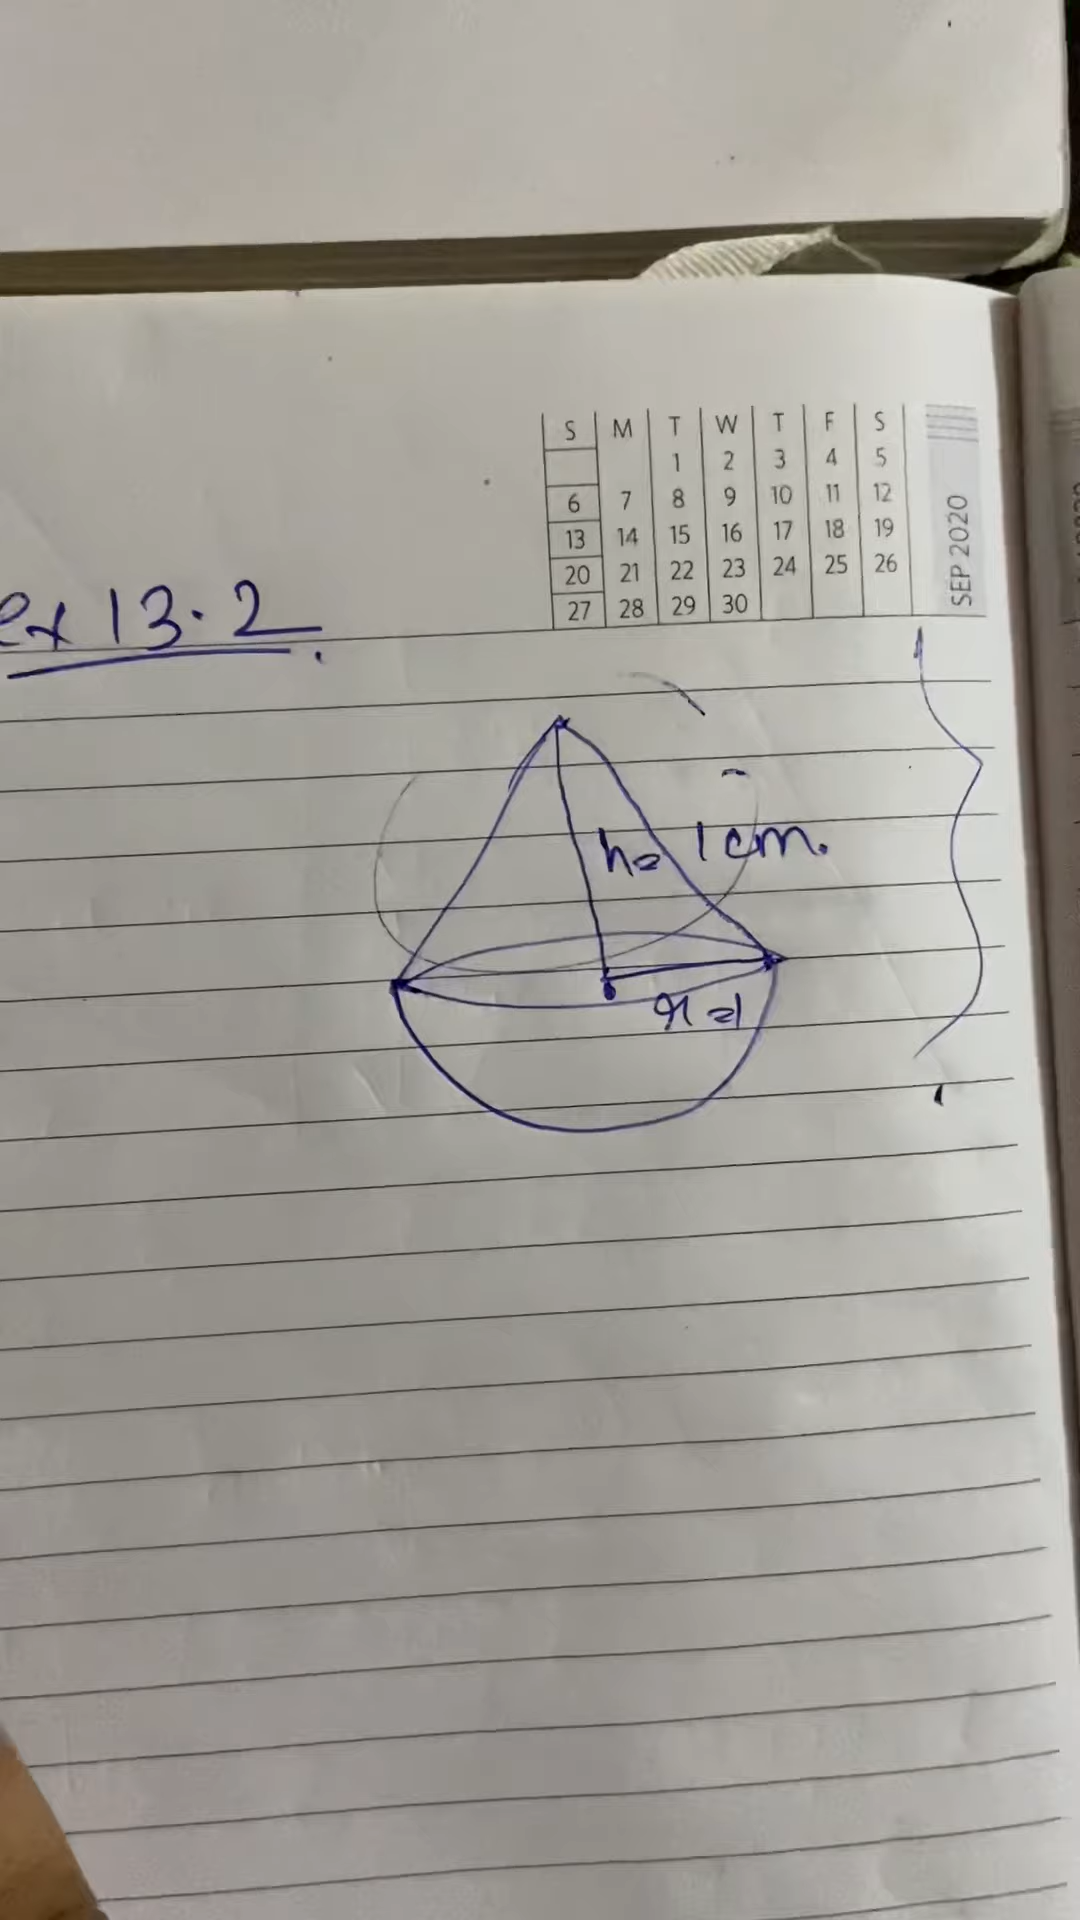 S M T W T F S
1 2 3 4 5
6 7 8 9 10 11 12
13 14 15 16 17 18 19
20 21 22 23 24 25 26
27 28 29 30
SEP 2020
ex 13.2
h= 1cm.
r=1